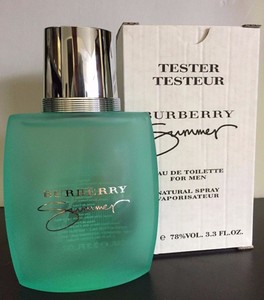 TESTER
TESTEUR
BURBERRY
Summer
EAU DE TOILETTE
FOR MEN
NATURAL SPRAY
VAPORISATEUR
78%VOL. 3.3 FL.OZ.
BURBERRY
Summer